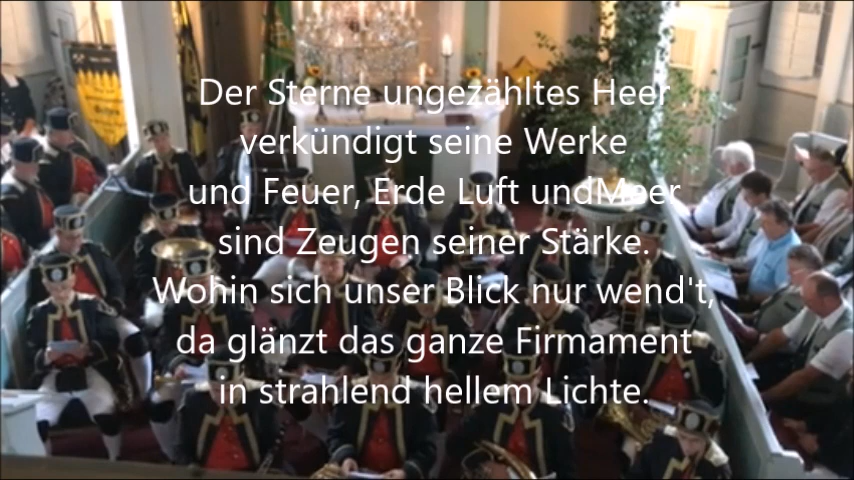 Der Sterne ungezähltes Heer
verkündigt seine Werke
und Feuer, Erde Luft undMeer
sind Zeugen seiner Stärke.
Wohin sich unser Blick nur wend't,
da glänzt das ganze Firmament
in strahlend hellem Lichte.